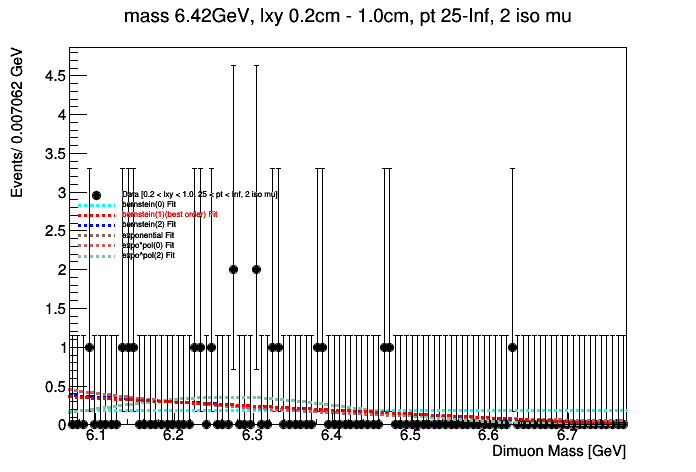 mass 6.42GeV, lxy 0.2cm - 1.0cm, pt 25-Inf, 2 iso mu
Events/ 0.007062 GeV
4.5
4
3.5
3
2.5
2
1.5
1
0.5
0
Data [0.2 < lxy < 1.0, 25 < pt < Inf, 2 iso mu]
bernstein(0) Fit
bernstein(1)(best order) Fit
bernstein(2) Fit
exponential Fit
expo*pol(0) Fit
expo*pol(2) Fit
6.1 6.2 6.3 6.4 6.5 6.6 6.7
Dimuon Mass [GeV]